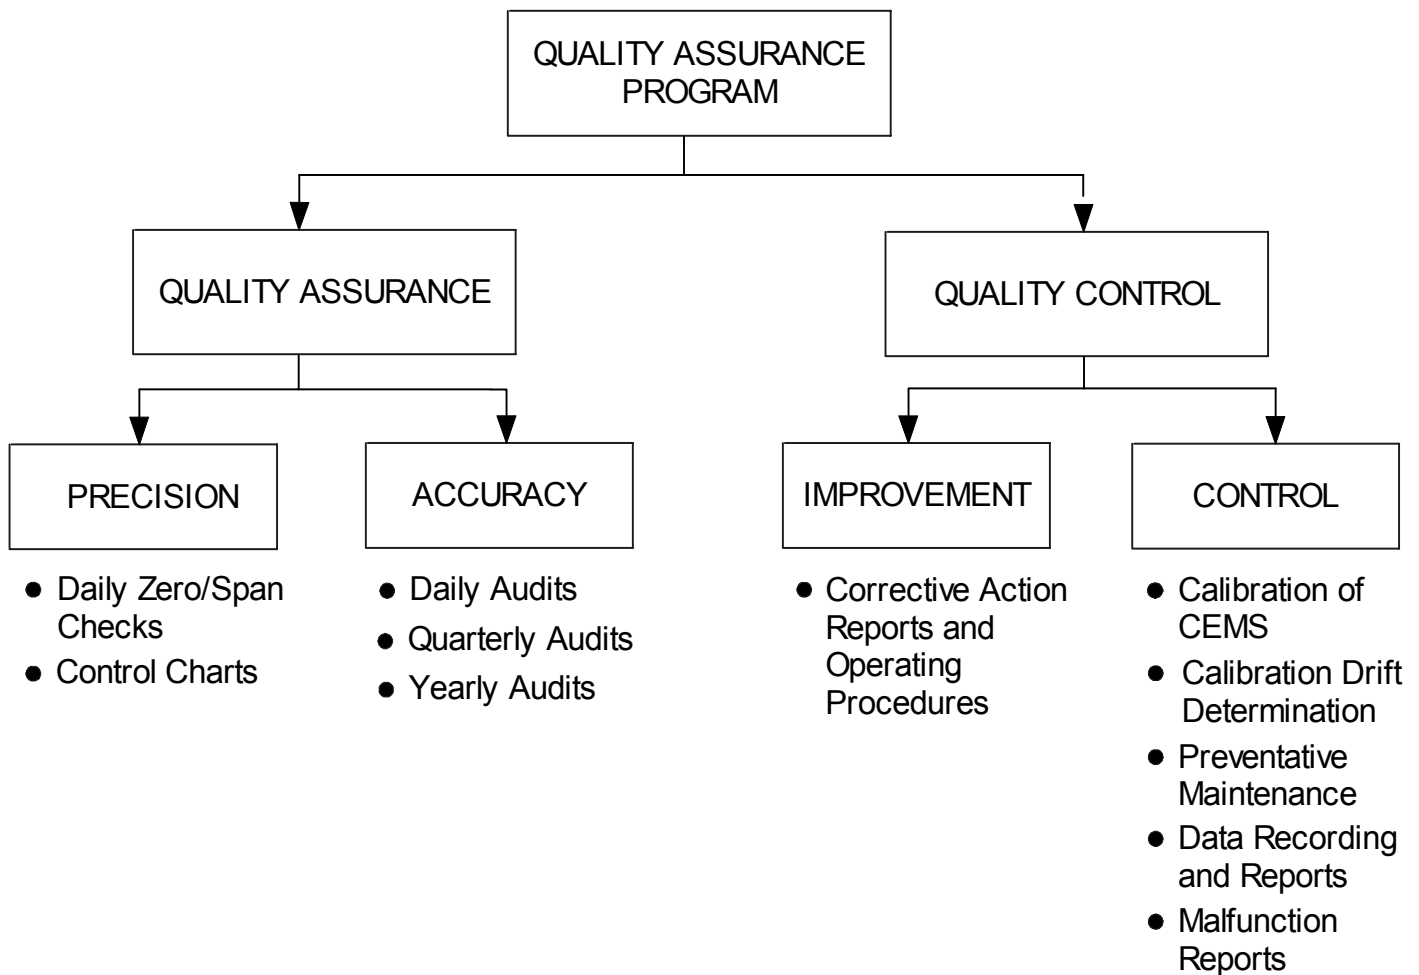 QUALITY ASSURANCE
PROGRAM
QUALITY ASSURANCE
QUALITY CONTROL
PRECISION
ACCURACY
IMPROVEMENT
CONTROL
● Daily Zero/Span
Checks
● Control Charts
● Daily Audits
● Quarterly Audits
● Yearly Audits
● Corrective Action
Reports and
Operating
Procedures
● Calibration of
CEMS
● Calibration Drift
Determination
● Preventative
Maintenance
● Data Recording
and Reports
● Malfunction
Reports